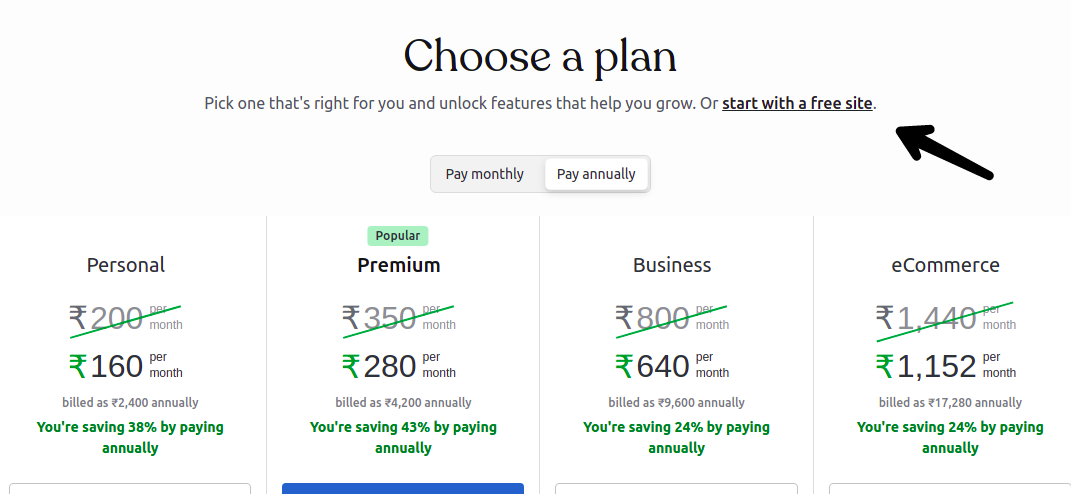 Choose a plan
Pick one that's right for you and unlock features that help you grow. Or start with a free site.
Pay monthly
Pay annually
Popular
Personal
Premium
Business
eCommerce
₹200 per month
₹350 per month
₹800 per month
₹1,440 per month
₹160 per month
₹280 per month
₹640 per month
₹1,152 per month
billed as ₹2,400 annually
billed as ₹4,200 annually
billed as ₹9,600 annually
billed as ₹17,280 annually
You're saving 38% by paying
annually
You're saving 43% by paying
annually
You're saving 24% by paying
annually
You're saving 24% by paying
annually